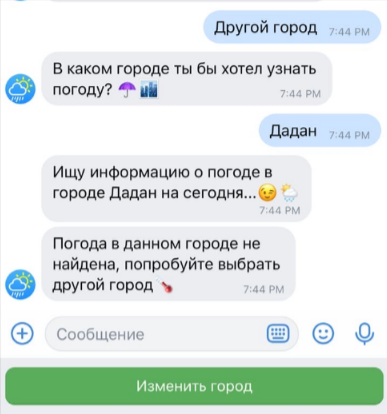 Другой город 7:44 PM
В каком городе ты бы хотел узнать
погоду? ☂️🏙️ 7:44 PM
Дадан 7:44 PM
Ищу информацию о погоде в
городе Дадан на сегодня...😉🌦️
7:44 PM
Погода в данном городе не
найдена, попробуйте выбрать
другой город 🌡️ 7:44 PM
Сообщение
Изменить город